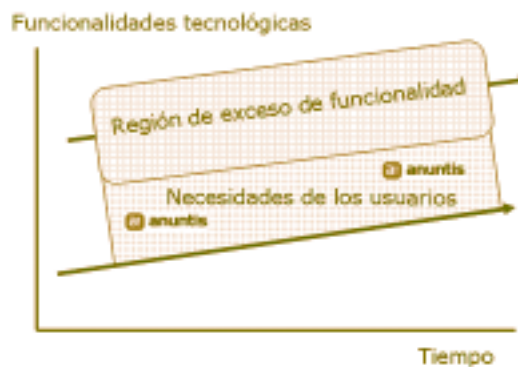 Funcionalidades tecnológicas
Región de exceso de funcionalidad
a anuntis
Necesidades de los usuarios
a anuntis
Tiempo